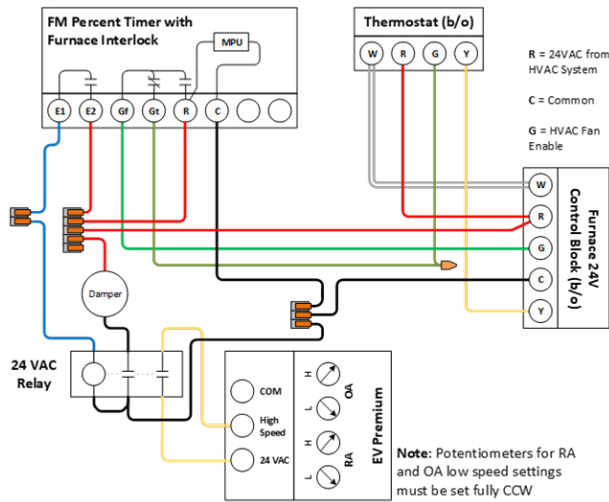 FM Percent Timer with
Furnace Interlock
MPU
E1 E2 Gf Gt R C
Thermostat (b/o)
W R G Y
R = 24VAC from
HVAC System
C = Common
G = HVAC Fan
Enable
W
R
G
C
Y
Furnace 24V
Control Block (b/o)
Damper
24 VAC
Relay
COM
High
Speed
24 VAC
H
L
OA
H
L
RA
EV Premium
Note: Potentiometers for RA
and OA low speed settings
must be set fully CCW